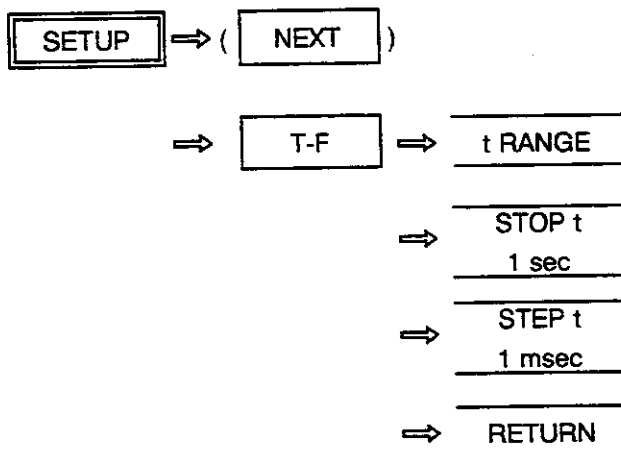 SETUP ⇒ ( NEXT )
⇒ T-F ⇒ t RANGE
⇒ STOP t
1 sec
⇒ STEP t
1 msec
⇒ RETURN